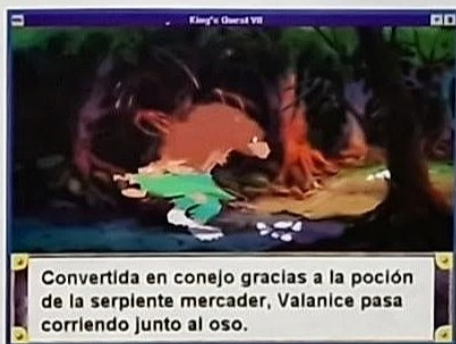 King's Quest VII
Convertida en conejo gracias a la poción
de la serpiente mercader, Valanice pasa
corriendo junto al oso.